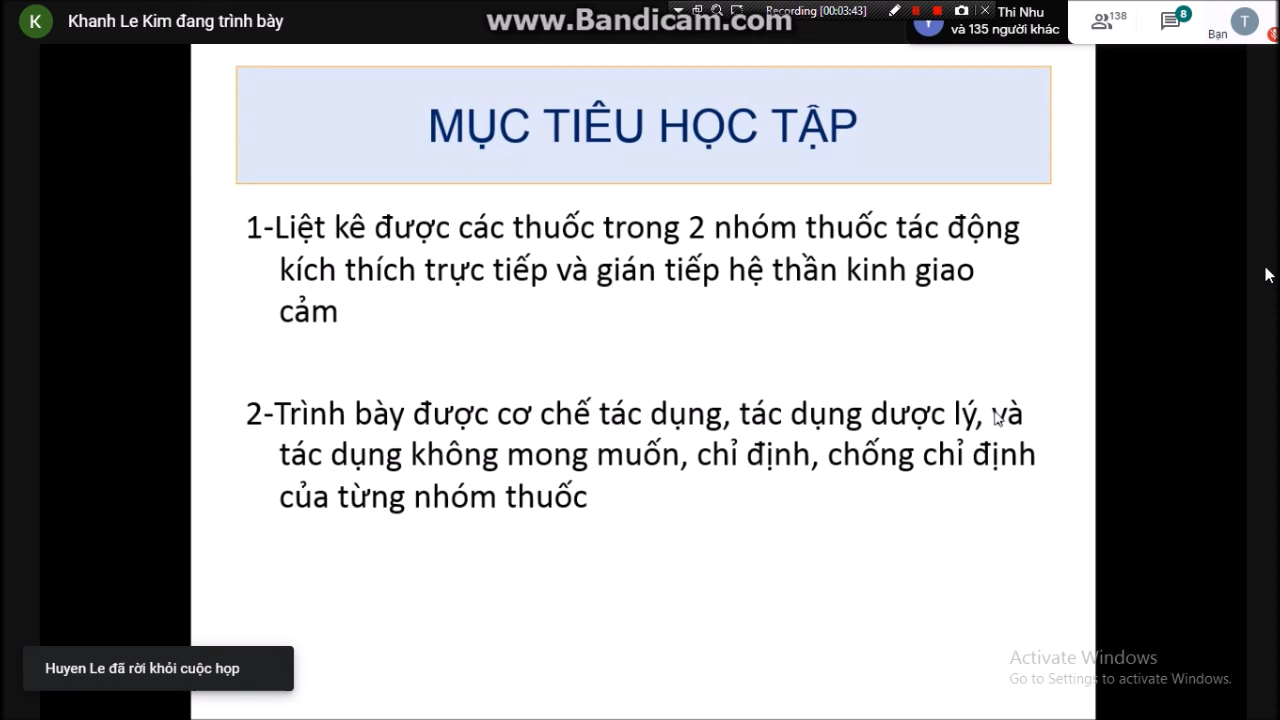 K Khanh Le Kim đang trình bày
www.Bandicam.com
Recording [00:03:43]
Thi Nhu
và 135 người khác
138
8
Bạn
T
MỤC TIÊU HỌC TẬP
1-Liệt kê được các thuốc trong 2 nhóm thuốc tác động
kích thích trực tiếp và gián tiếp hệ thần kinh giao
cảm
2-Trình bày được cơ chế tác dụng, tác dụng dược lý, và
tác dụng không mong muốn, chỉ định, chống chỉ định
của từng nhóm thuốc
Huyen Le đã rời khỏi cuộc họp
Activate Windows
Go to Settings to activate Windows.